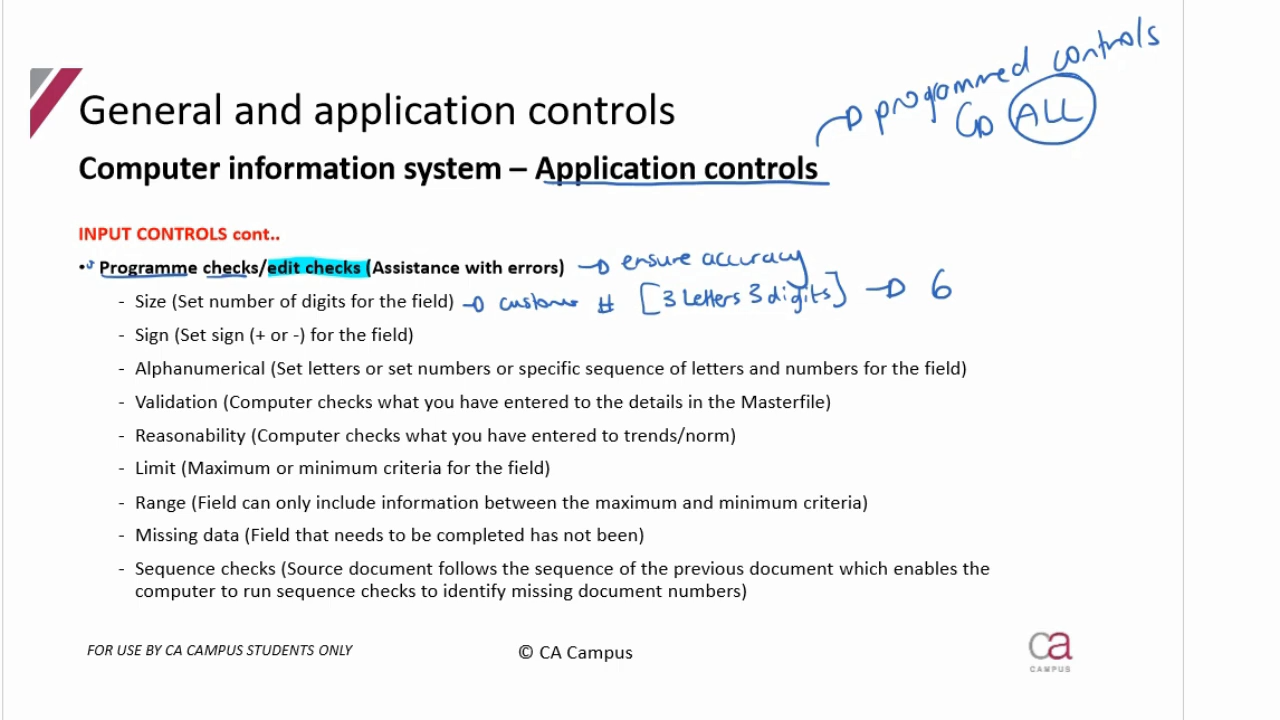 → programmed controls
General and application controls
↳ ALL
Computer information system – Application controls
INPUT CONTROLS cont..
• Programme checks/edit checks (Assistance with errors) → ensure accuracy
- Size (Set number of digits for the field) → customer # [3 letters 3 digits] → 6
- Sign (Set sign (+ or -) for the field)
- Alphanumerical (Set letters or set numbers or specific sequence of letters and numbers for the field)
- Validation (Computer checks what you have entered to the details in the Masterfile)
- Reasonability (Computer checks what you have entered to trends/norm)
- Limit (Maximum or minimum criteria for the field)
- Range (Field can only include information between the maximum and minimum criteria)
- Missing data (Field that needs to be completed has not been)
- Sequence checks (Source document follows the sequence of the previous document which enables the
computer to run sequence checks to identify missing document numbers)
FOR USE BY CA CAMPUS STUDENTS ONLY
© CA Campus
ca
CAMPUS